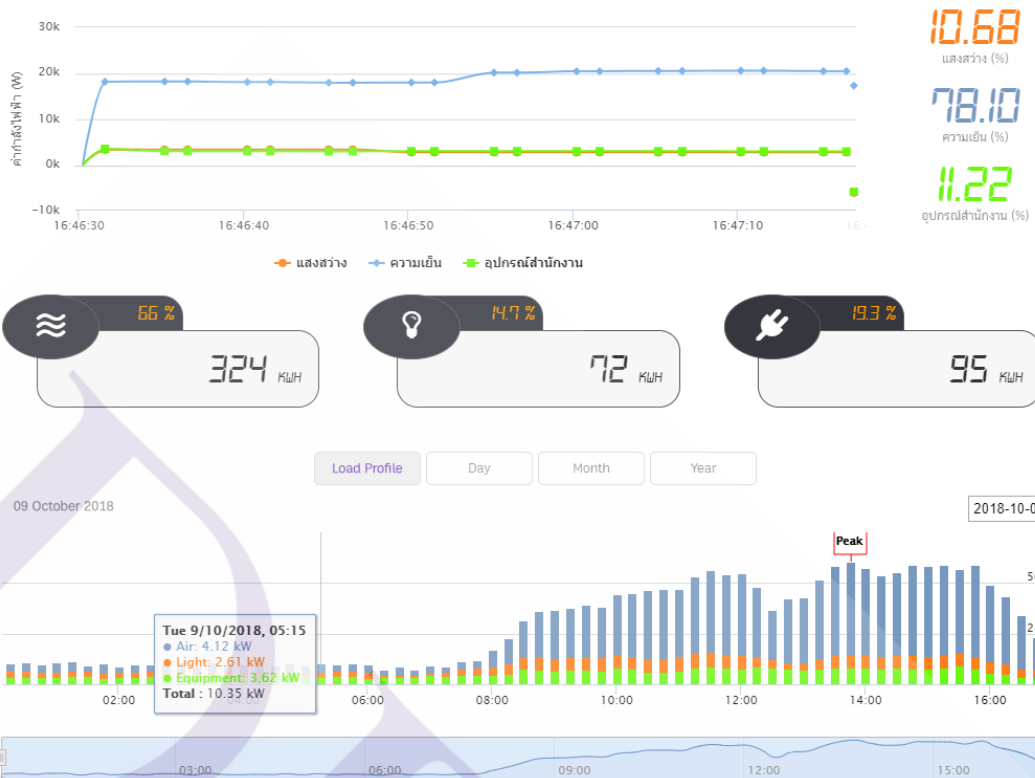 30k
20k
10k
0k
-10k
ค่ากำลังไฟฟ้า (W)
16:46:30 16:46:40 16:46:50 16:47:00 16:47:10
แสงสว่าง ความเย็น อุปกรณ์สำนักงาน
10.68
แสงสว่าง (%)
78.10
ความเย็น (%)
11.22
อุปกรณ์สำนักงาน (%)
66 % 14.7 % 19.3 %
324 KWH 72 KWH 95 KWH
Load Profile Day Month Year
09 October 2018 2018-10-0
Peak
Tue 9/10/2018, 05:15
Air: 4.12 kW
Light: 2.61 kW
Equipment: 3.62 kW
Total : 10.35 kW
02:00 04:00 06:00 08:00 10:00 12:00 14:00 16:00
03:00 06:00 09:00 12:00 15:00